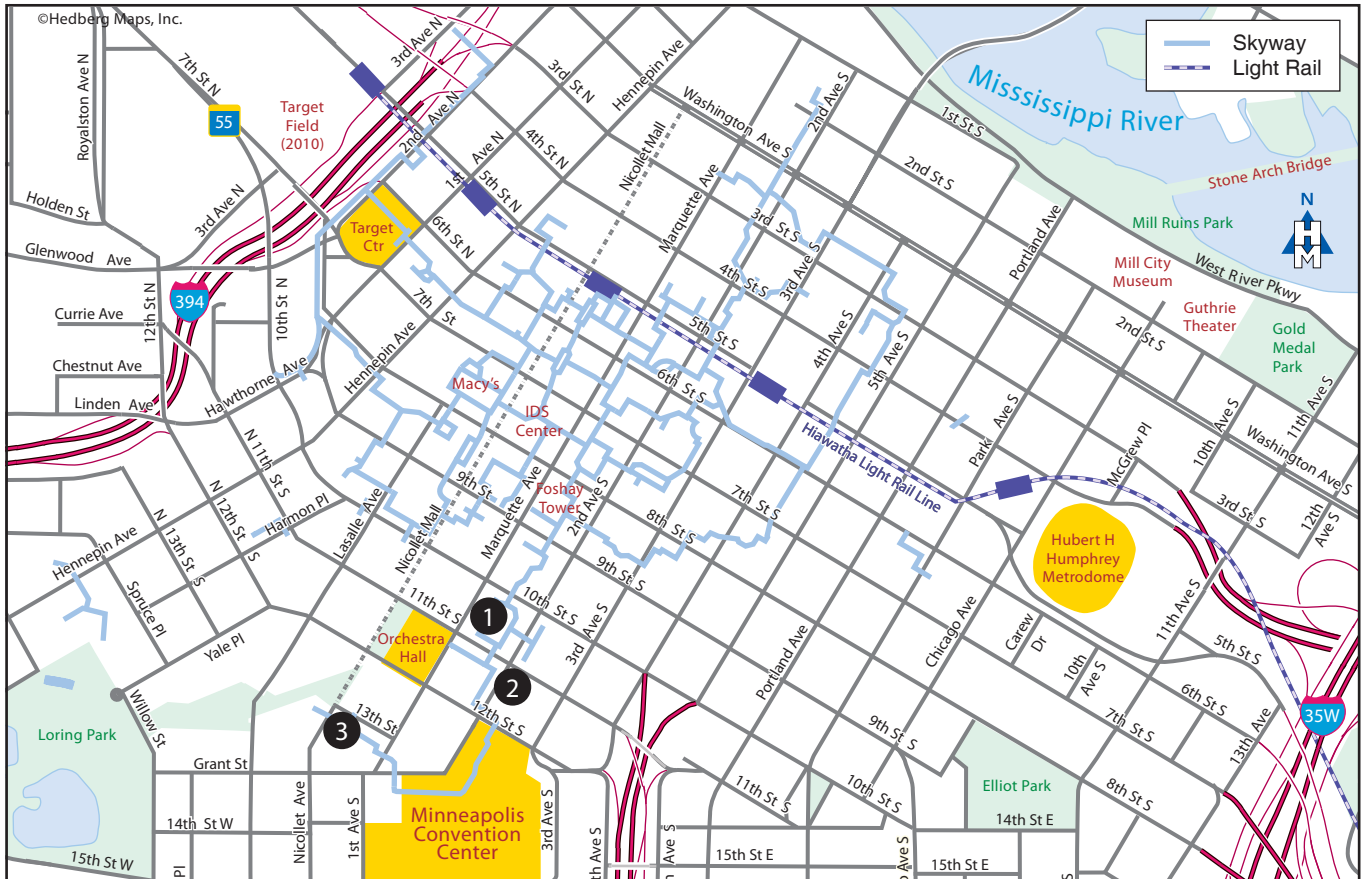 ©Hedberg Maps, Inc.
Skyway
Light Rail
Misssissippi River
Stone Arch Bridge
N
H
M
Mill Ruins Park
West River Pkwy
Mill City
Museum
Guthrie
Theater
Gold
Medal
Park
Royalston Ave N
7th St N
55
Target
Field
(2010)
3rd Ave N
2nd Ave N
3rd St N
Hennepin Ave
4th St N
1st Ave N
5th St N
6th St N
Washington Ave S
Nicollet Mall
2nd Ave S
1st St S
2nd St S
Marquette Ave
3rd St S
3rd Ave S
4th St S
Portland Ave
Holden St
3rd Ave N
Glenwood Ave
Target
Ctr
394
12th St N
10th St N
Currie Ave
Chestnut Ave
Linden Ave
Hawthorne Ave
Hennepin Ave
7th St
5th St S
4th Ave S
5th Ave S
2nd St S
6th St S
Macy's
IDS
Center
Hiawatha Light Rail Line
Park Ave S
McGrew Pl
10th Ave S
11th Ave S
Washington Ave S
3rd St S
12th
Ave S
N 11th St S
N 12th St S
N 13th St S
Harmon Pl
Lasalle Ave
Nicollet Mall
9th St
Marquette Ave
Foshay
Tower
2nd Ave S
7th St S
8th St S
9th St S
Hennepin Ave
Spruce Pl
Yale Pl
Hubert H
Humphrey
Metrodome
11th St S
10th St S
3rd Ave S
1
2
3
Orchestra
Hall
12th St S
13th St
Portland Ave
Chicago Ave
Carew
Dr
10th
Ave S
11th Ave S
5th St S
6th St S
7th St S
35W
13th Ave
8th St S
Loring Park
Willow St
Grant St
14th St W
15th St W
Pl
Nicollet Ave
1st Ave S
Minneapolis
Convention
Center
3rd Ave S
th Ave S
Ave S
11th St S
10th St S
9th St S
15th St E
Elliot Park
14th St E
15th St E
Ave S
S